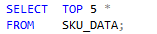 SELECT TOP 5 *
FROM SKU_DATA;